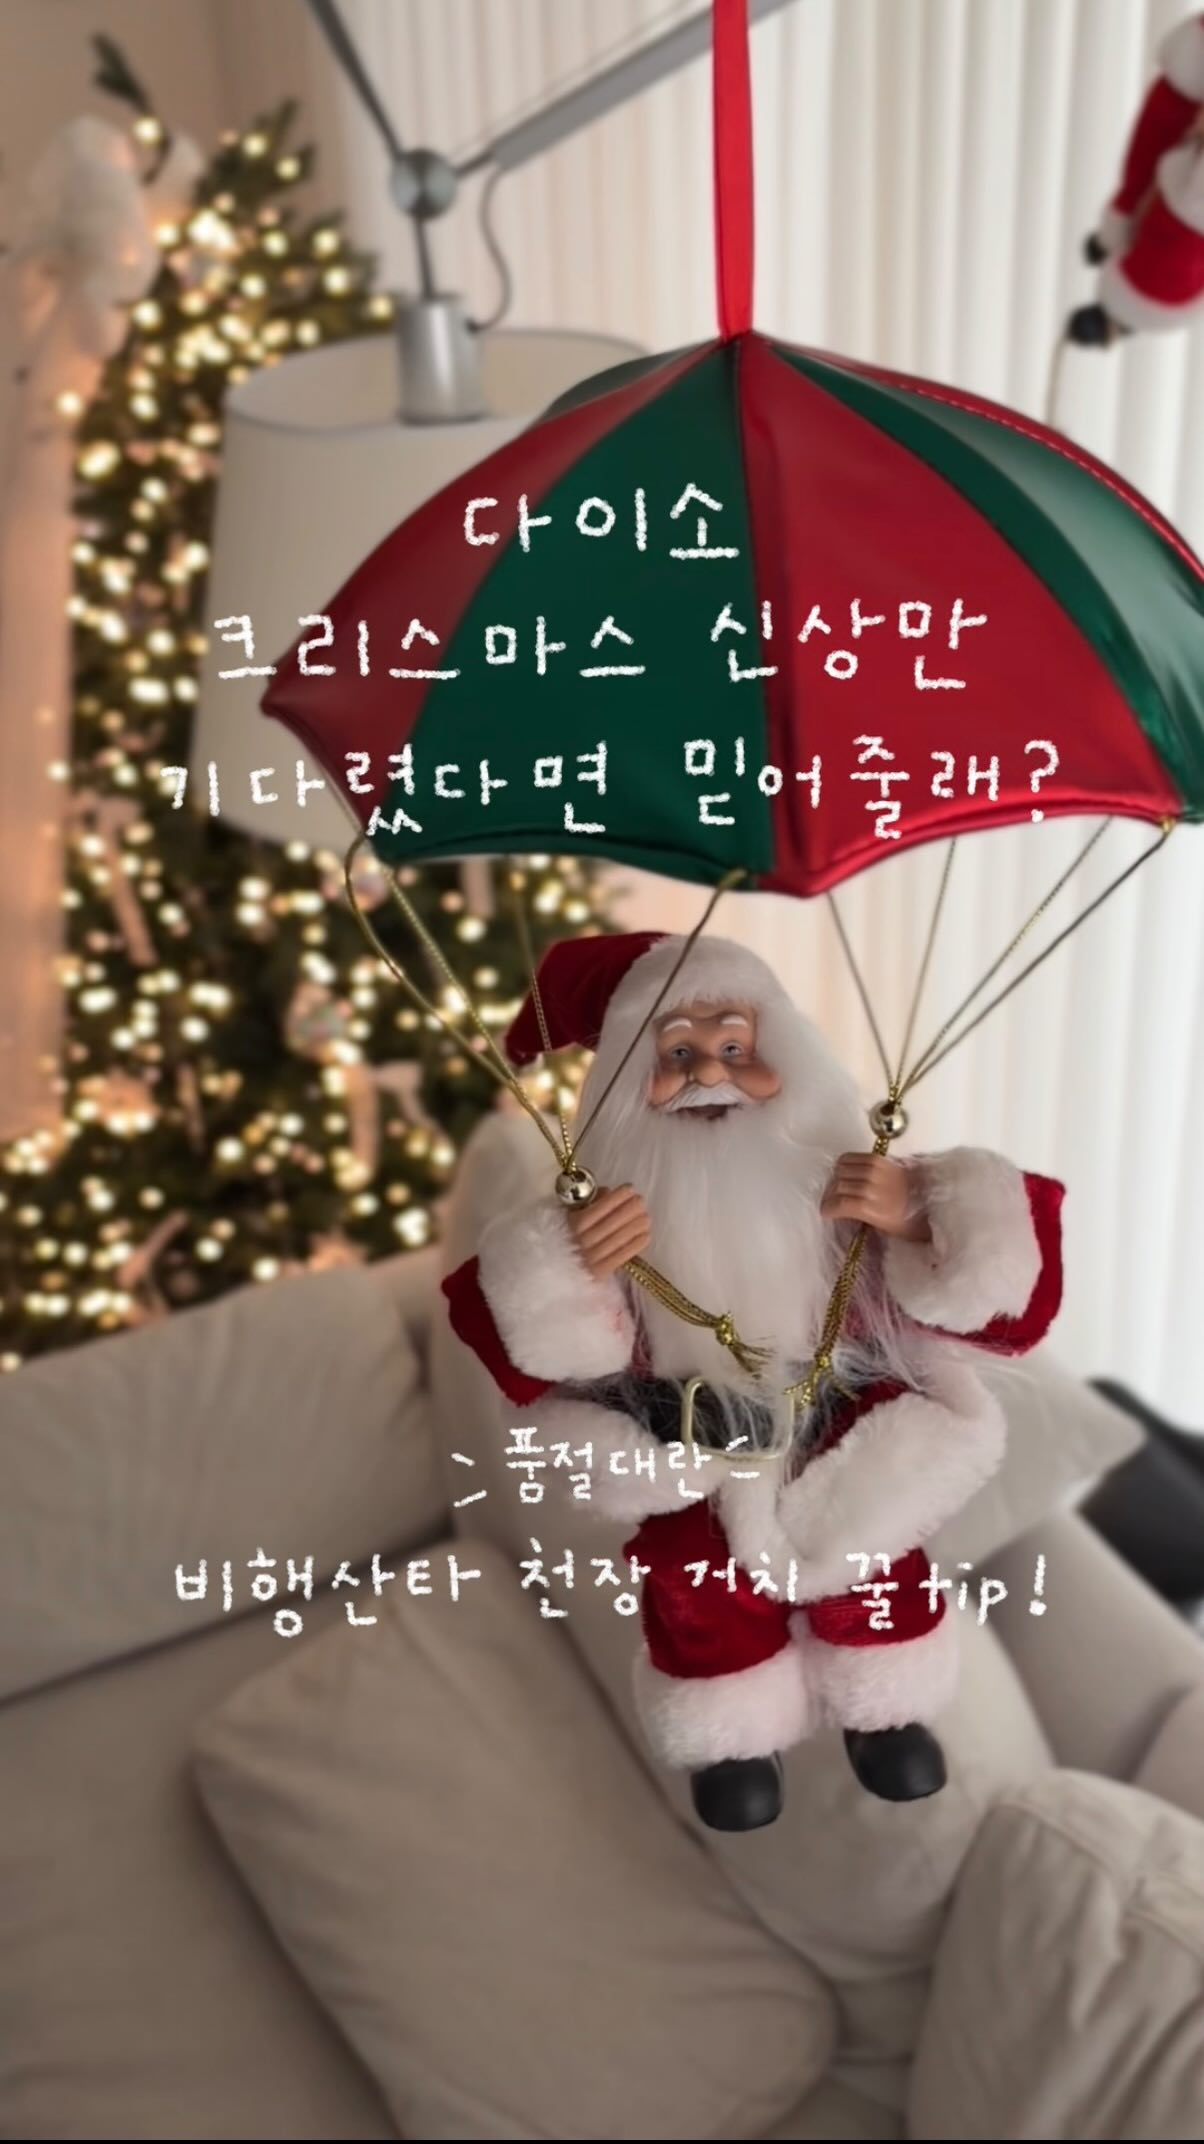 다이소
크리스마스 신상만
기다렸다면 믿어줄래?
품절대란
비행산타 천장 거치 꿀tip!